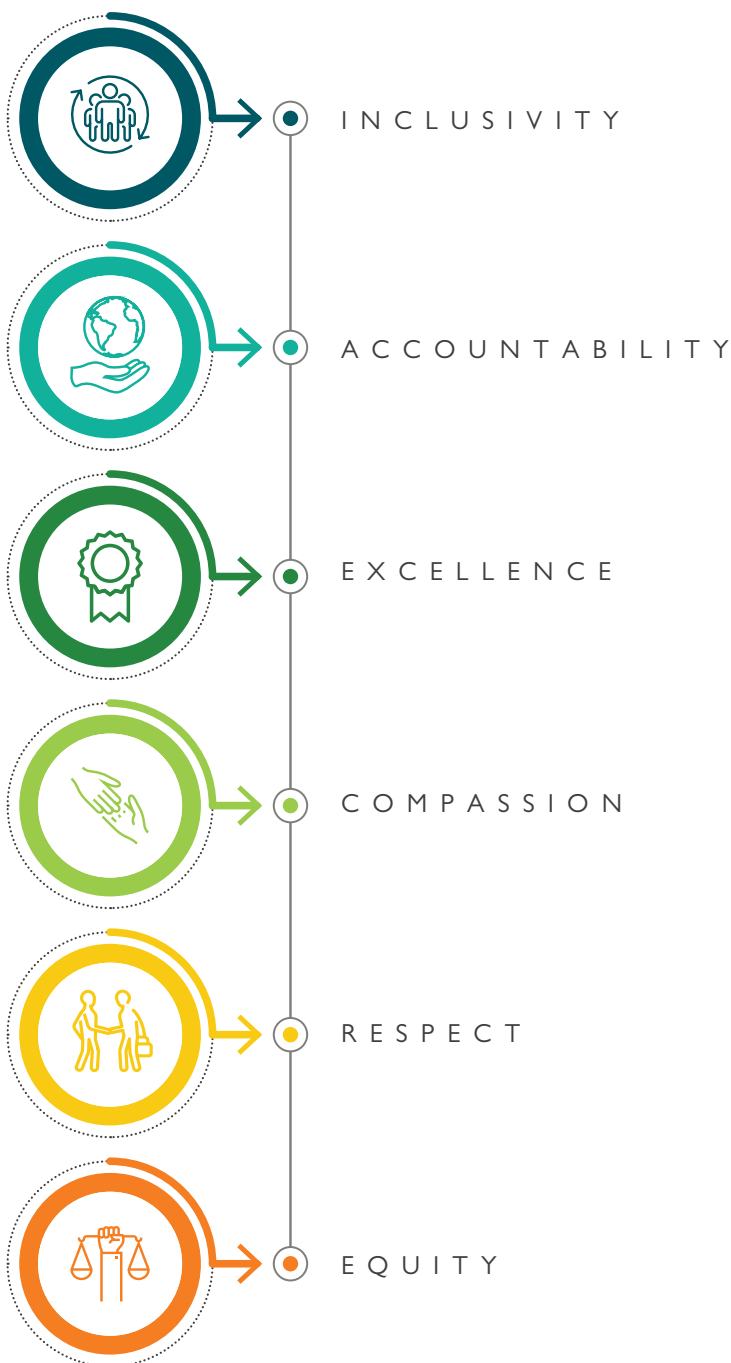 INCLUSIVITY
ACCOUNTABILITY
EXCELLENCE
COMPASSION
RESPECT
EQUITY